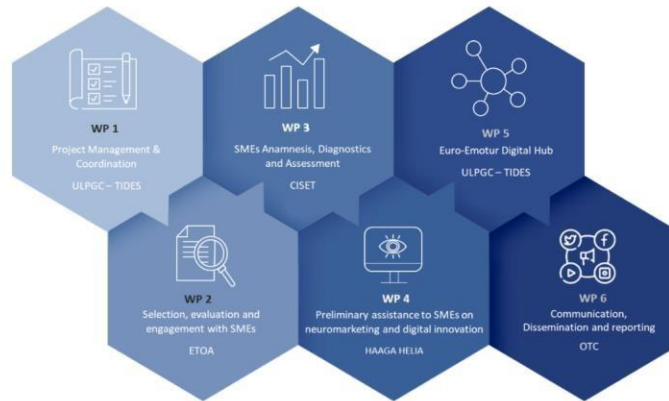 WP 1
Project Management &
Coordination
ULPGC – TIDES
WP 3
SMEs Anamnesis, Diagnostics
and Assessment
CISET
WP 5
Euro-Emotur Digital Hub
ULPGC – TIDES
WP 2
Selection, evaluation and
engagement with SMEs
ETOA
WP 4
Preliminary assistance to SMEs on
neuromarketing and digital innovation
HAAGA HELIA
WP 6
Communication,
Dissemination and reporting
OTC